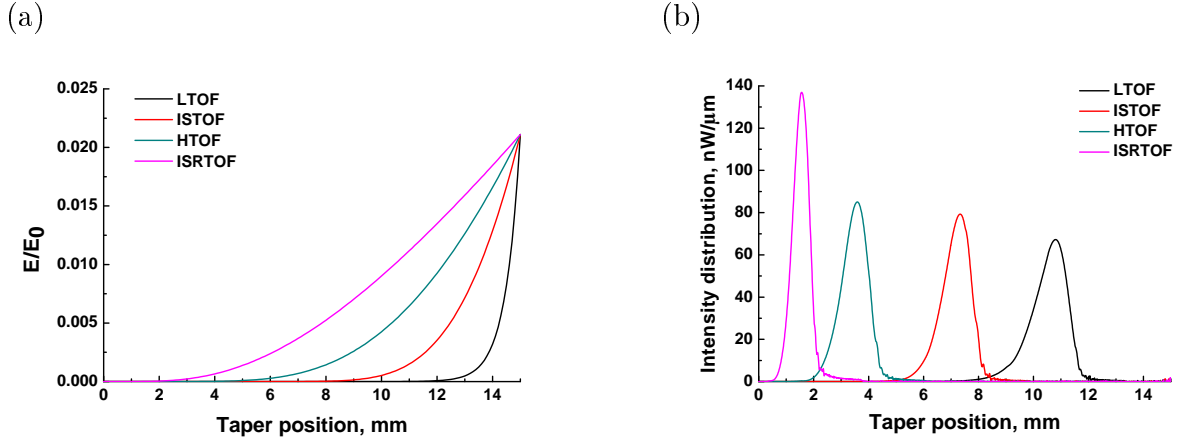 (a)
(b)
0.025
0.020
0.015
0.010
0.005
0.000
E/E0
LTOF
ISTOF
HTOF
ISRTOF
0 2 4 6 8 10 12 14
Taper position, mm
140
120
100
80
60
40
20
0
Intensity distribution, nW/μm
LTOF
ISTOF
HTOF
ISRTOF
0 2 4 6 8 10 12 14
Taper position, mm